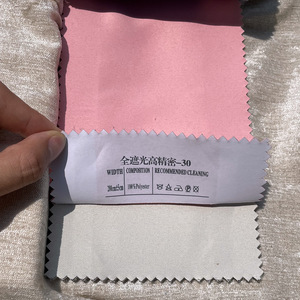 全遮光高精密-30
WIDTH COMPOSITION RECOMMENDED CLEANING
100%Polyester